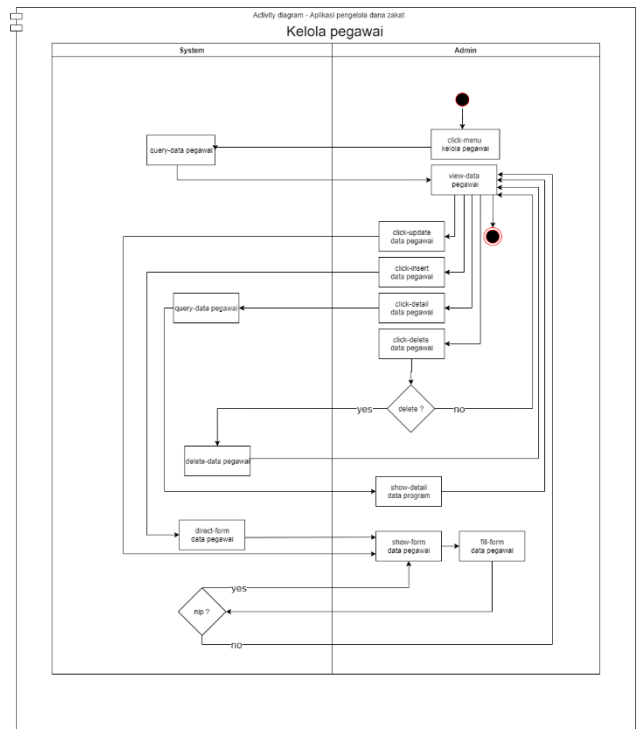 Activity diagram - Aplikasi pengelola dana zakat
Kelola pegawai
System
Admin
click-menu
kelola pegawai
query-data pegawai
view-data
pegawai
click-update
data pegawai
click-insert
data pegawai
query-data pegawai
click-detail
data pegawai
click-delete
data pegawai
yes
delete ?
no
delete-data pegawai
show-detail
data program
direct-form
data pegawai
show-form
data pegawai
fill-form
data pegawai
yes
nip ?
no